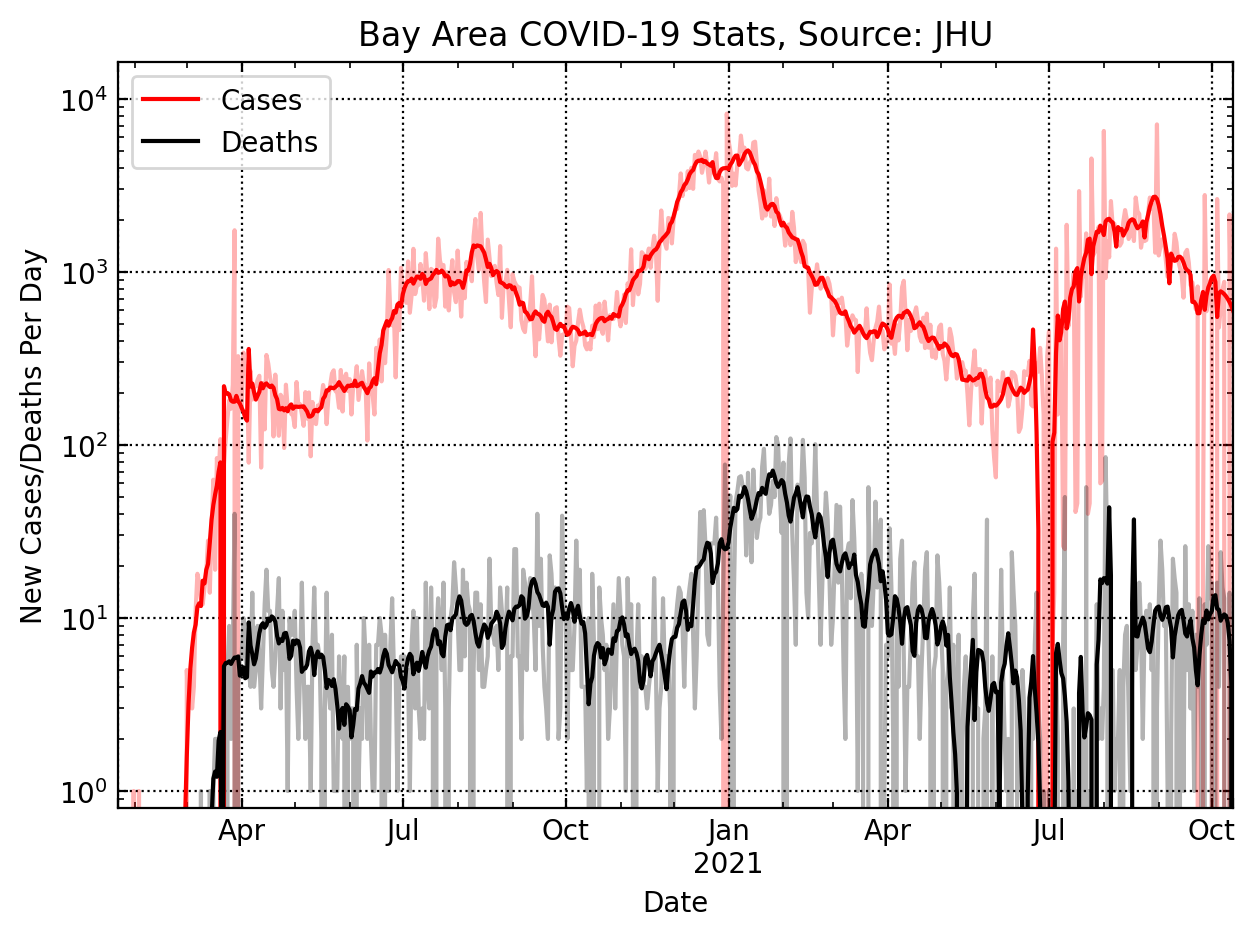 Bay Area COVID-19 Stats, Source: JHU
Cases
Deaths
New Cases/Deaths Per Day
10⁴
10³
10²
10¹
10⁰
Apr Jul Oct Jan Apr Jul Oct
2021
Date